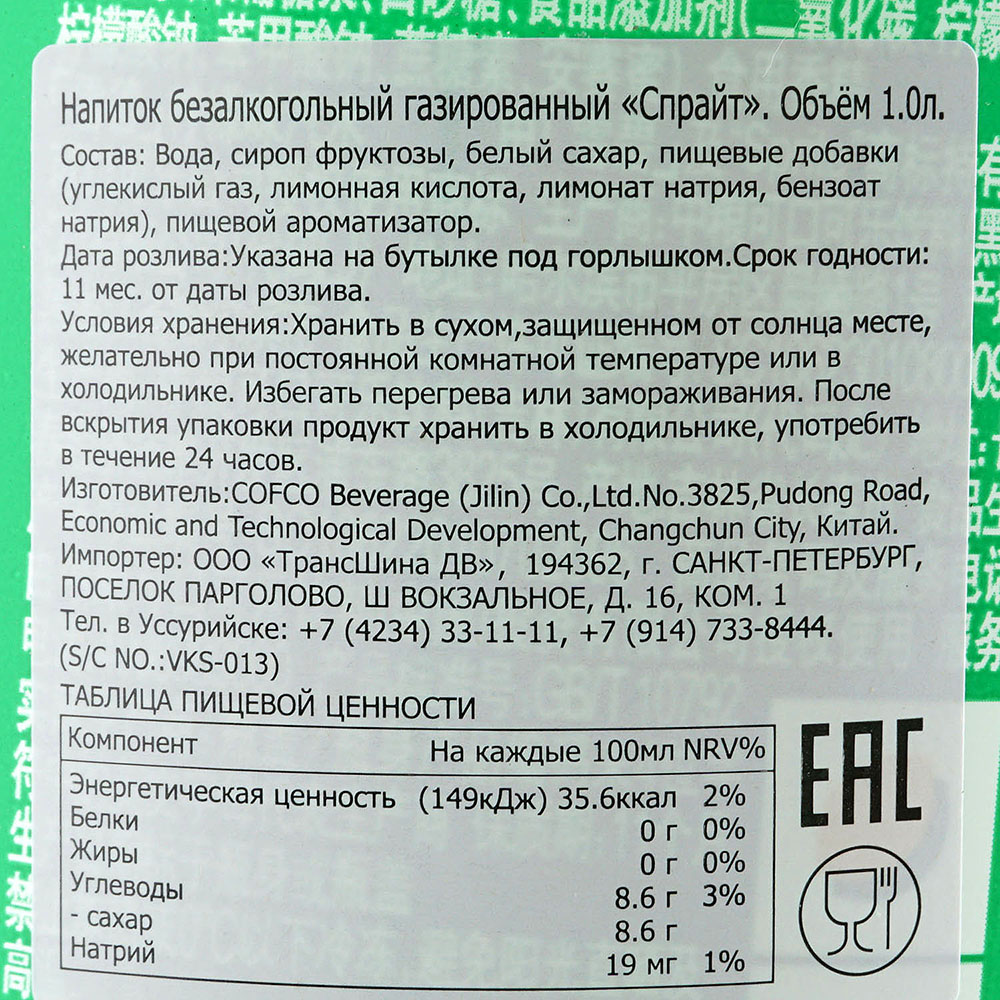 柠檬酸钠
Напиток безалкогольный газированный «Спрайт». Объём 1.0л.
Состав: Вода, сироп фруктозы, белый сахар, пищевые добавки
(углекислый газ, лимонная кислота, лимонат натрия, бензоат
натрия), пищевой ароматизатор.
Дата розлива:Указана на бутылке под горлышком.Срок годности:
11 мес. от даты розлива.
Условия хранения:Хранить в сухом,защищенном от солнца месте,
желательно при постоянной комнатной температуре или в
холодильнике. Избегать перегрева или замораживания. После
вскрытия упаковки продукт хранить в холодильнике, употребить
в течение 24 часов.
Изготовитель:COFCO Beverage (Jilin) Co.,Ltd.No.3825,Pudong Road,
Economic and Technological Development, Changchun City, Китай.
Импортер: ООО «ТрансШина ДВ», 194362, г. САНКТ-ПЕТЕРБУРГ,
ПОСЕЛОК ПАРГОЛОВО, Ш ВОКЗАЛЬНОЕ, Д. 16, КОМ. 1
Тел. в Уссурийске: +7 (4234) 33-11-11, +7 (914) 733-8444.
(S/C NO.:VKS-013)
ТАБЛИЦА ПИЩЕВОЙ ЦЕННОСТИ
Компонент На каждые 100мл NRV%
Энергетическая ценность (149кДж) 35.6ккал 2%
Белки 0 г 0%
Жиры 0 г 0%
Углеводы 8.6 г 3%
- сахар 8.6 г
Натрий 19 мг 1%
EAC